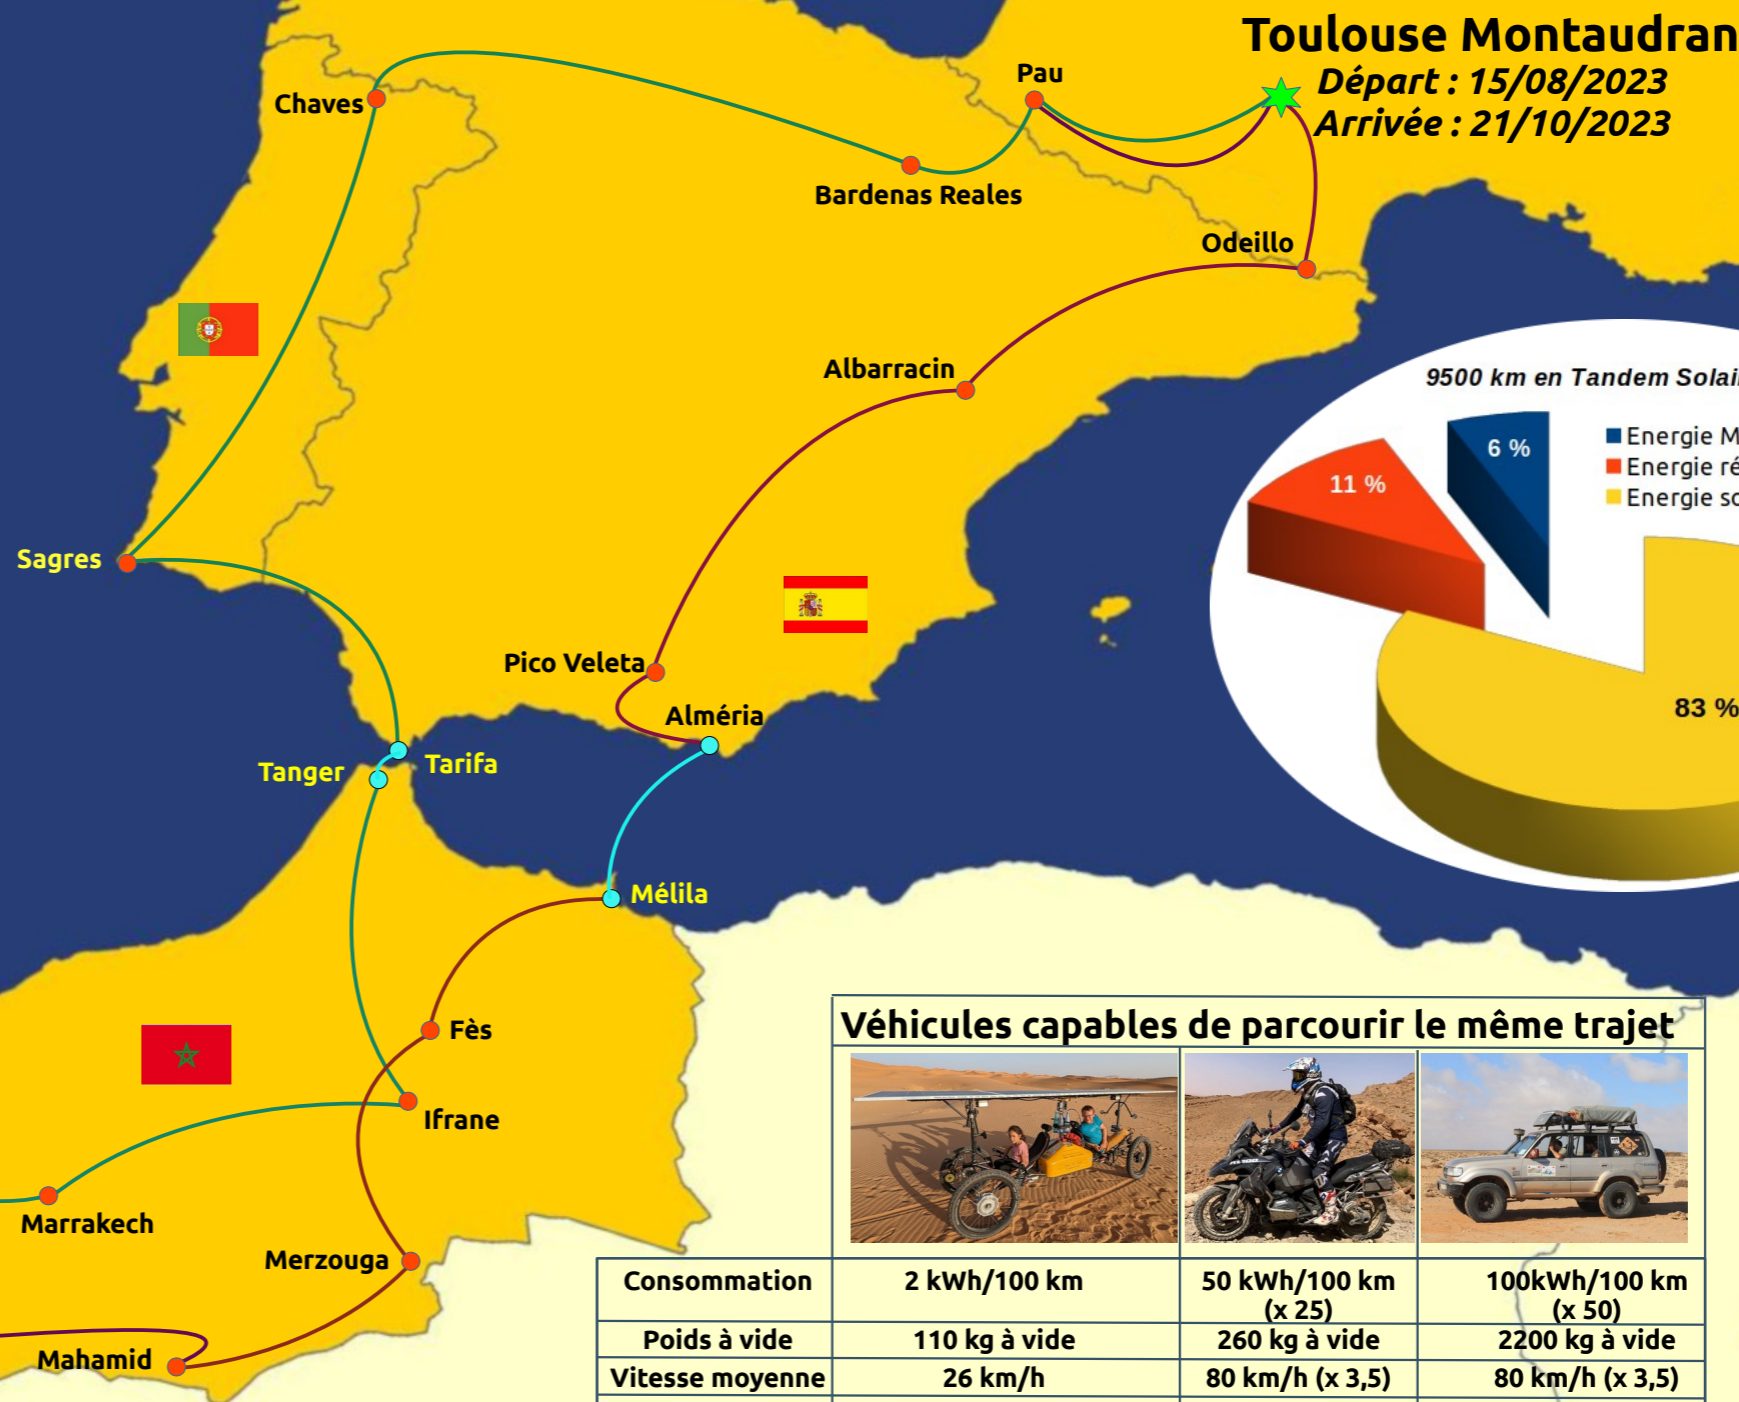 Toulouse Montaudran
Départ : 15/08/2023
Arrivée : 21/10/2023
Pau
Chaves
Bardenas Reales
Odeillo
Albarracin
9500 km en Tandem
6 %
11 %
Energie
Energie
Energie
83 %
Sagres
Pico Veleta
Alméria
Tanger
Tarifa
Mélila
Fès
Ifrane
Marrakech
Merzouga
Mahamid
Véhicules capables de parcourir le même trajet
Consommation 2 kWh/100 km 50 kWh/100 km 100kWh/100 km
(x 25) (x 50)
Poids à vide 110 kg à vide 260 kg à vide 2200 kg à vide
Vitesse moyenne 26 km/h 80 km/h (x 3,5) 80 km/h (x 3,5)